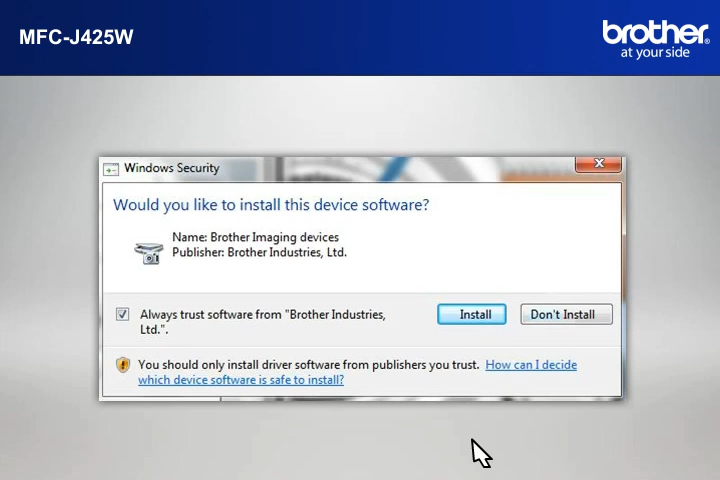 MFC-J425W
brother®
at your side
Windows Security
Would you like to install this device software?
Name: Brother Imaging devices
Publisher: Brother Industries, Ltd.
Always trust software from "Brother Industries,
Ltd.".
Install
Don't Install
You should only install driver software from publishers you trust. How can I decide
which device software is safe to install?